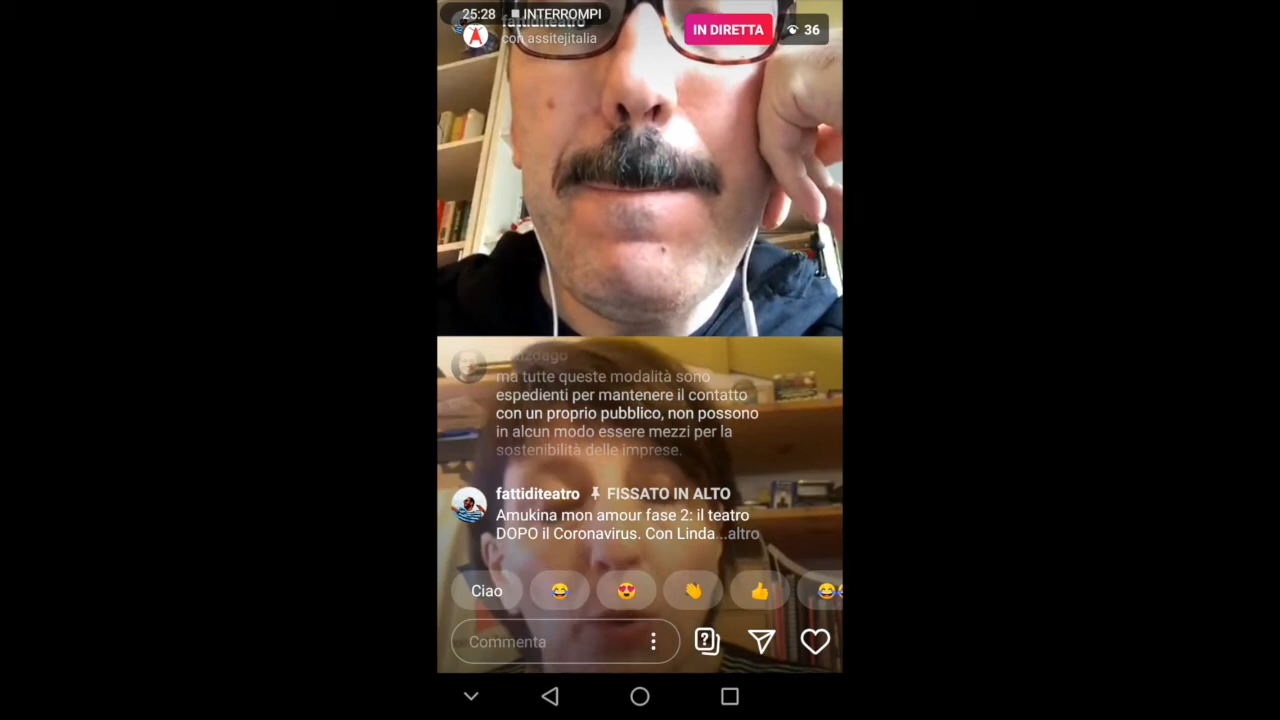 25:28 INTERROMPI
fattiditeatro
con assitejitalia
IN DIRETTA
36
ma tutte queste modalità sono
espedienti per mantenere il contatto
con un proprio pubblico, non possono
in alcun modo essere mezzi per la
sostenibilità delle imprese.
fattiditeatro FISSATO IN ALTO
Amukina mon amour fase 2: il teatro
DOPO il Coronavirus. Con Linda...altro
Ciao
Commenta